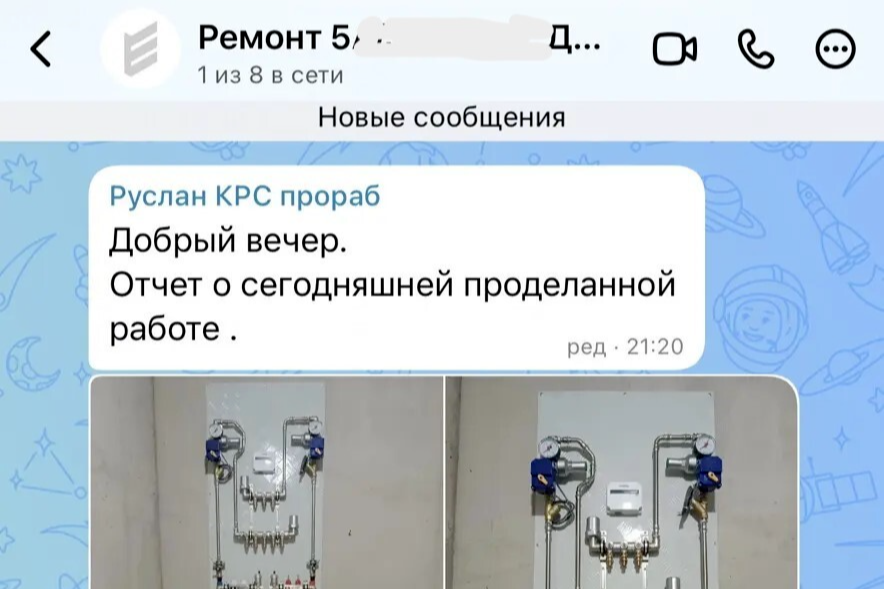 Ремонт 5
Д...
1 из 8 в сети
Новые сообщения
Руслан КРС прораб
Добрый вечер.
Отчет о сегодняшней проделанной
работе .
ред · 21:20